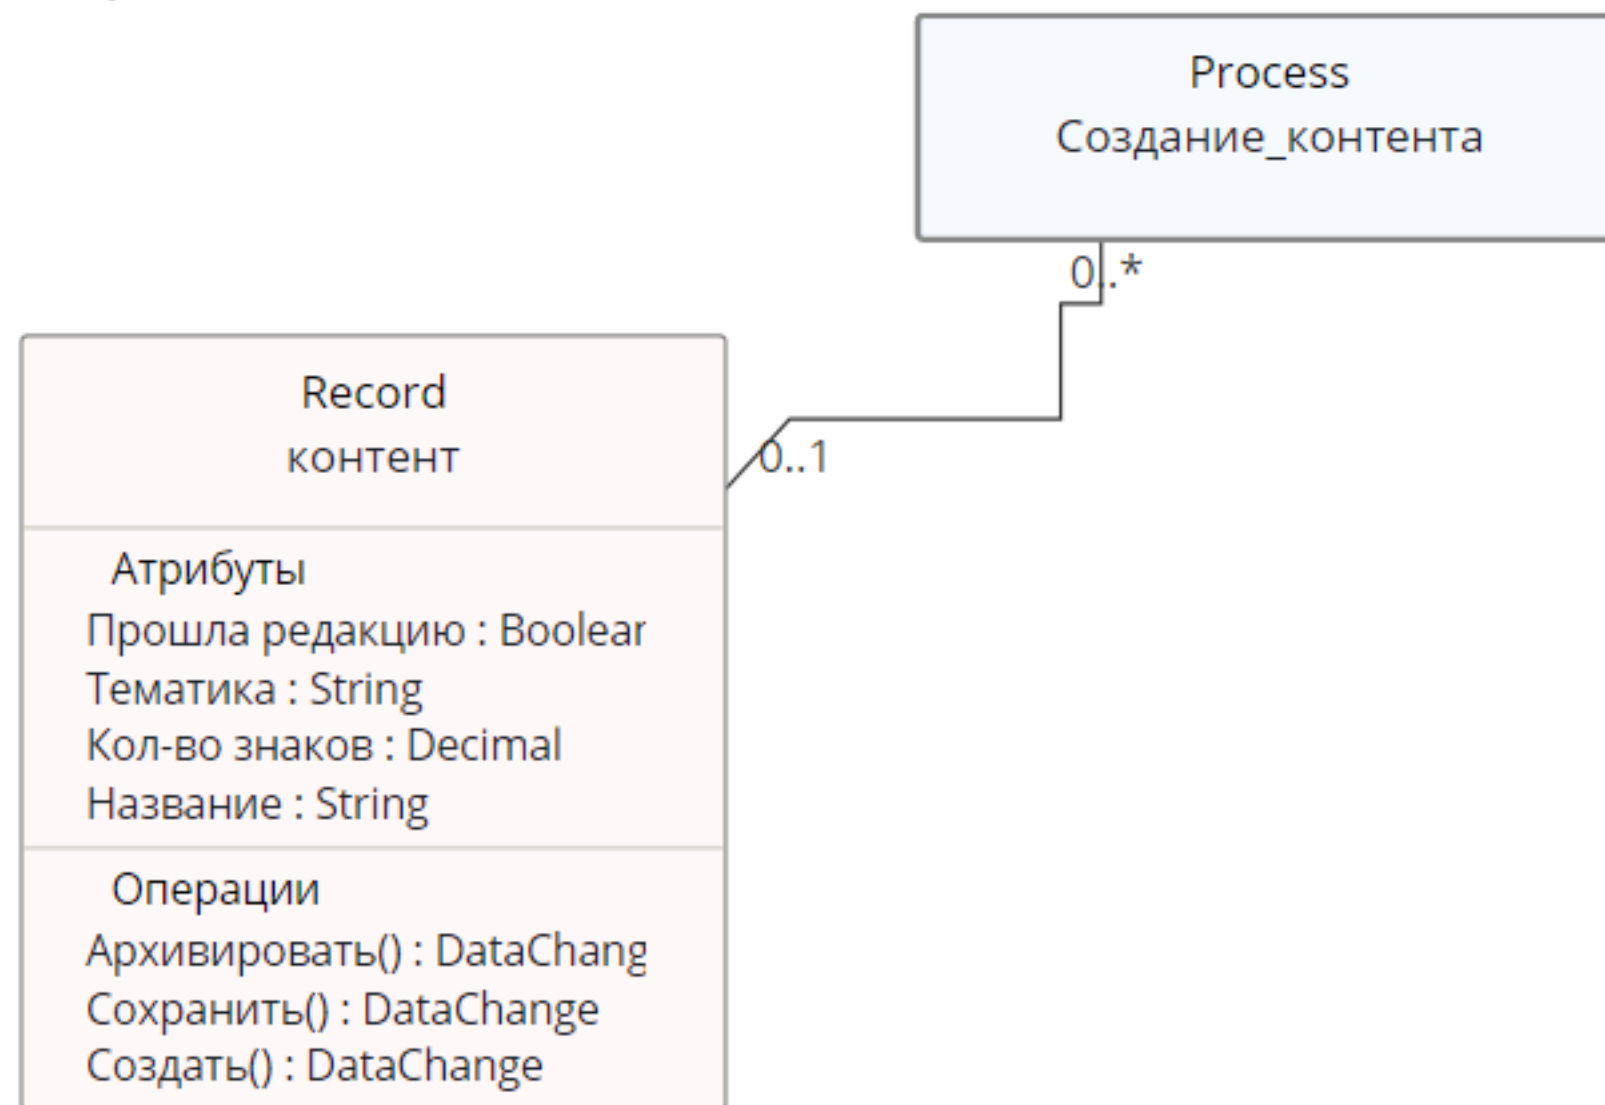 Process
Создание_контента
0..*
Record
контент
0..1
Атрибуты
Прошла редакцию : Boolear
Тематика : String
Кол-во знаков : Decimal
Название : String
Операции
Архивировать() : DataChang
Сохранить() : DataChange
Создать() : DataChange